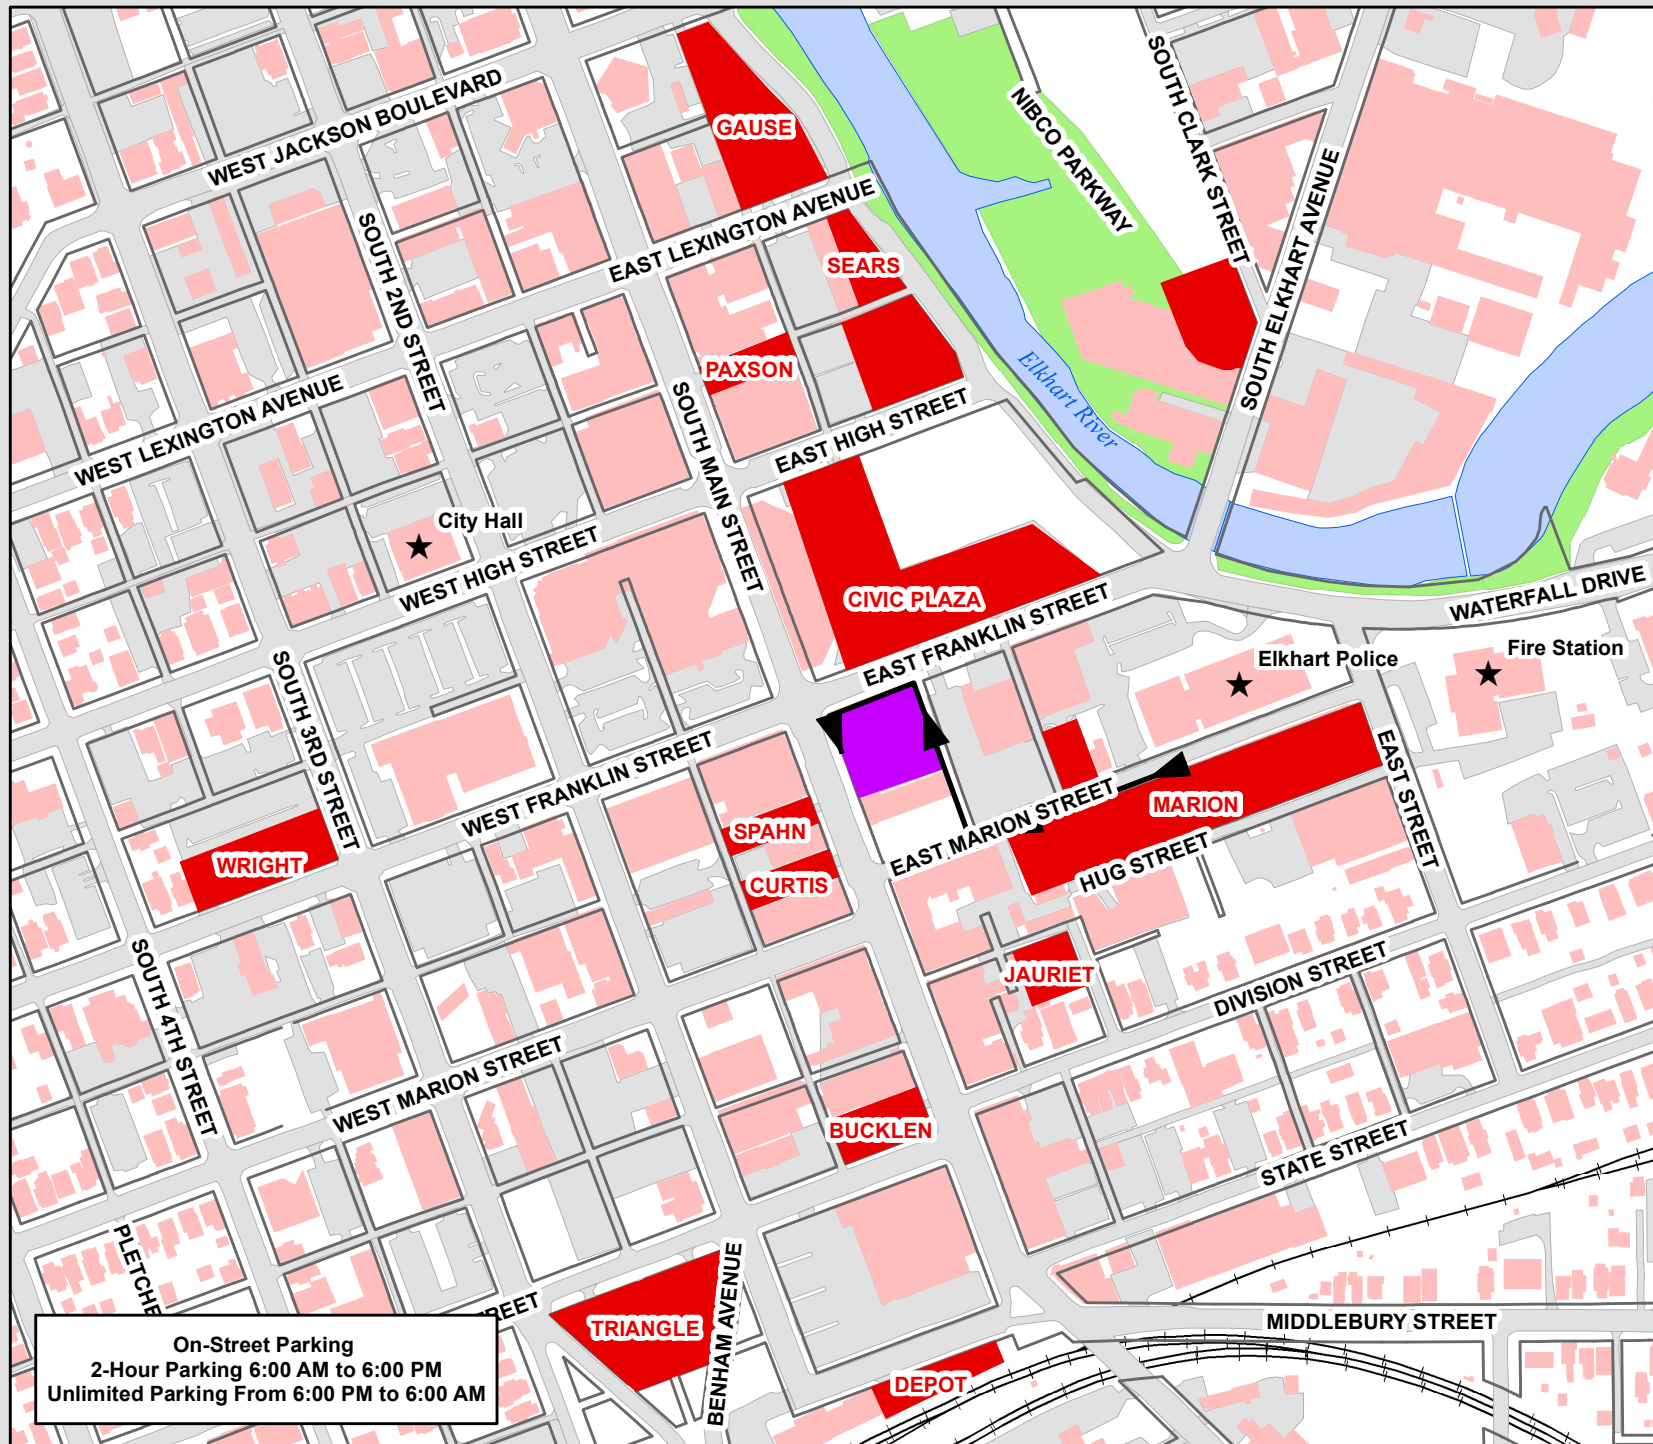 WEST JACKSON BOULEVARD
GAUSE
NIBCO PARKWAY
SOUTH CLARK STREET
SOUTH ELKHART AVENUE
EAST LEXINGTON AVENUE
SOUTH 2ND STREET
SEARS
PAXSON
Elkhart River
WEST LEXINGTON AVENUE
SOUTH MAIN STREET
EAST HIGH STREET
City Hall
WEST HIGH STREET
CIVIC PLAZA
EAST FRANKLIN STREET
WATERFALL DRIVE
Elkhart Police
Fire Station
SOUTH 3RD STREET
WEST FRANKLIN STREET
EAST STREET
SPAHN
EAST MARION STREET
MARION
WRIGHT
CURTIS
HUG STREET
SOUTH 4TH STREET
JAURIET
DIVISION STREET
WEST MARION STREET
BUCKLEN
STATE STREET
PLETCHE
REET
BENHAM AVENUE
TRIANGLE
MIDDLEBURY STREET
DEPOT
On-Street Parking
2-Hour Parking 6:00 AM to 6:00 PM
Unlimited Parking From 6:00 PM to 6:00 AM